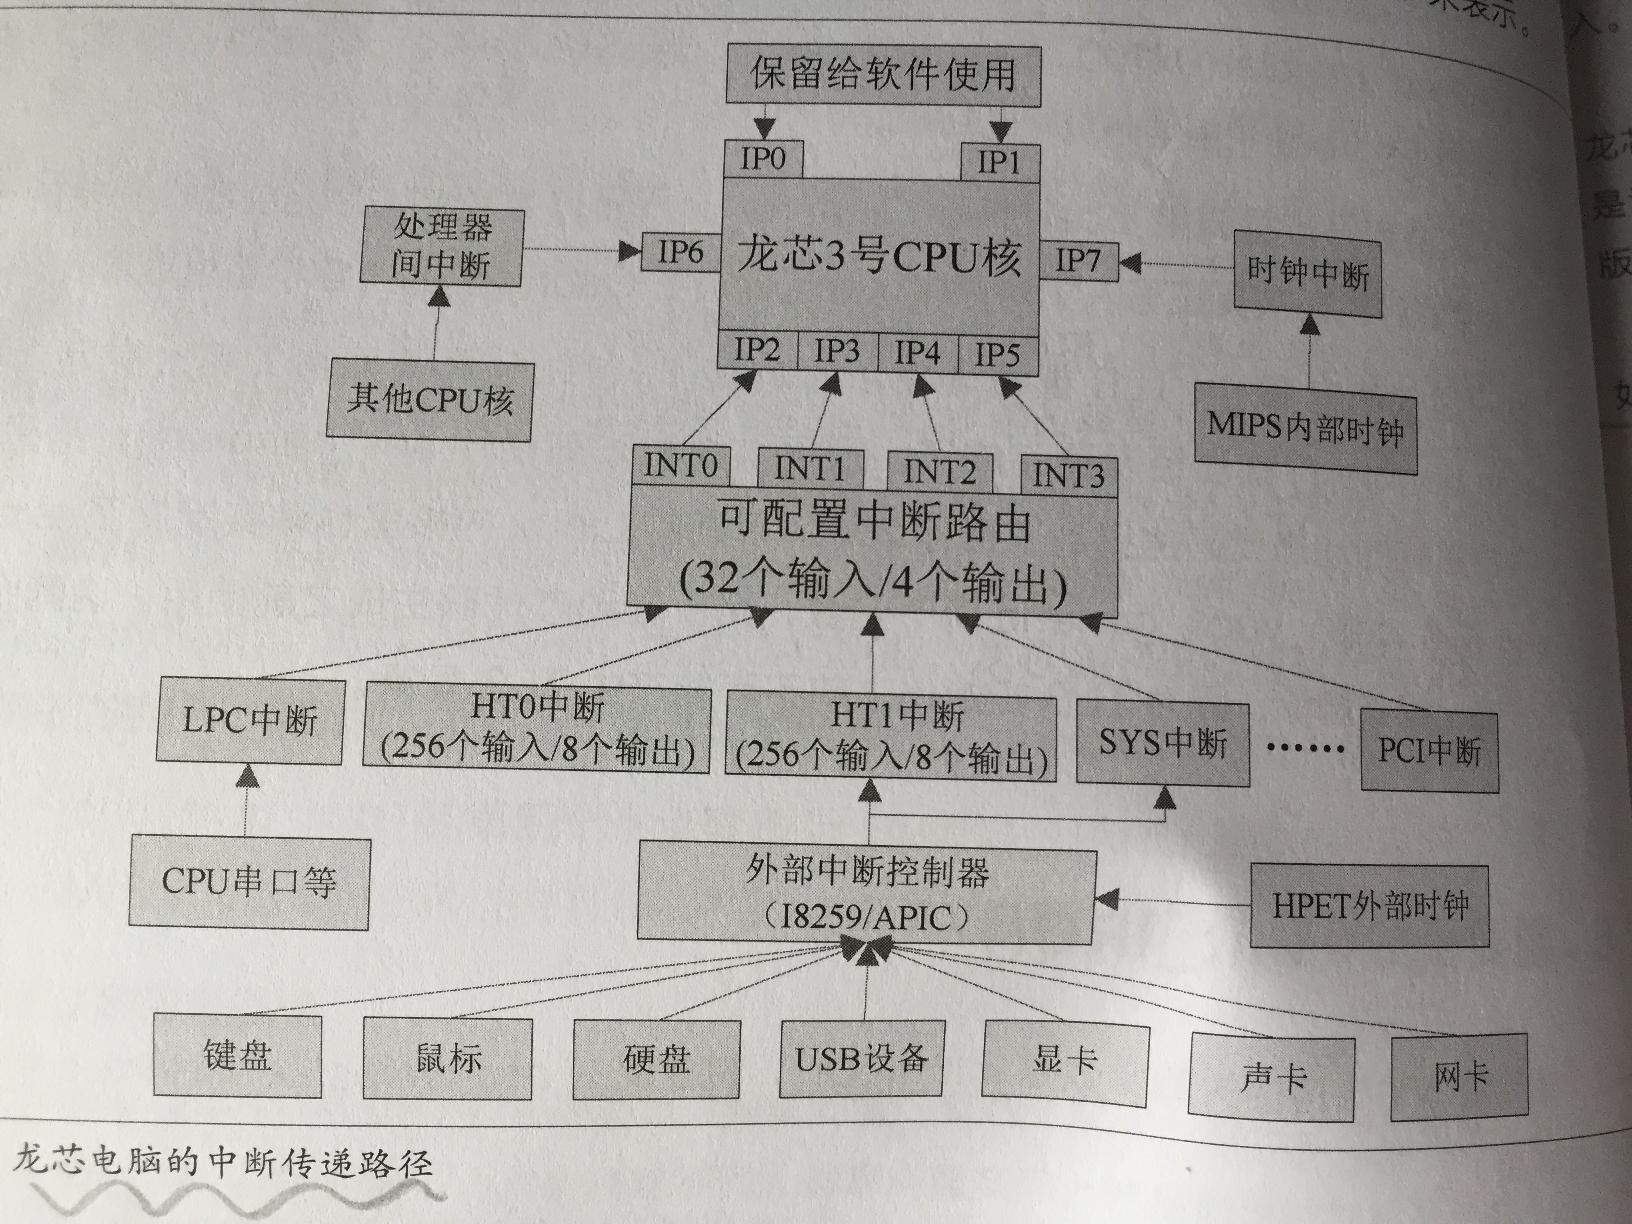 末表示。
入。
保留给软件使用
IP0
IP1
龙芯
处理器
间中断
IP6
龙芯3号CPU核
IP7
时钟中断
是
版
IP2
IP3
IP4
IP5
其他CPU核
MIPS内部时钟
INT0
INT1
INT2
INT3
可配置中断路由
(32个输入/4个输出)
LPC中断
HT0中断
(256个输入/8个输出)
HT1中断
(256个输入/8个输出)
SYS中断
……
PCI中断
CPU串口等
外部中断控制器
（I8259/APIC）
HPET外部时钟
键盘
鼠标
硬盘
USB设备
显卡
声卡
网卡
龙芯电脑的中断传递路径